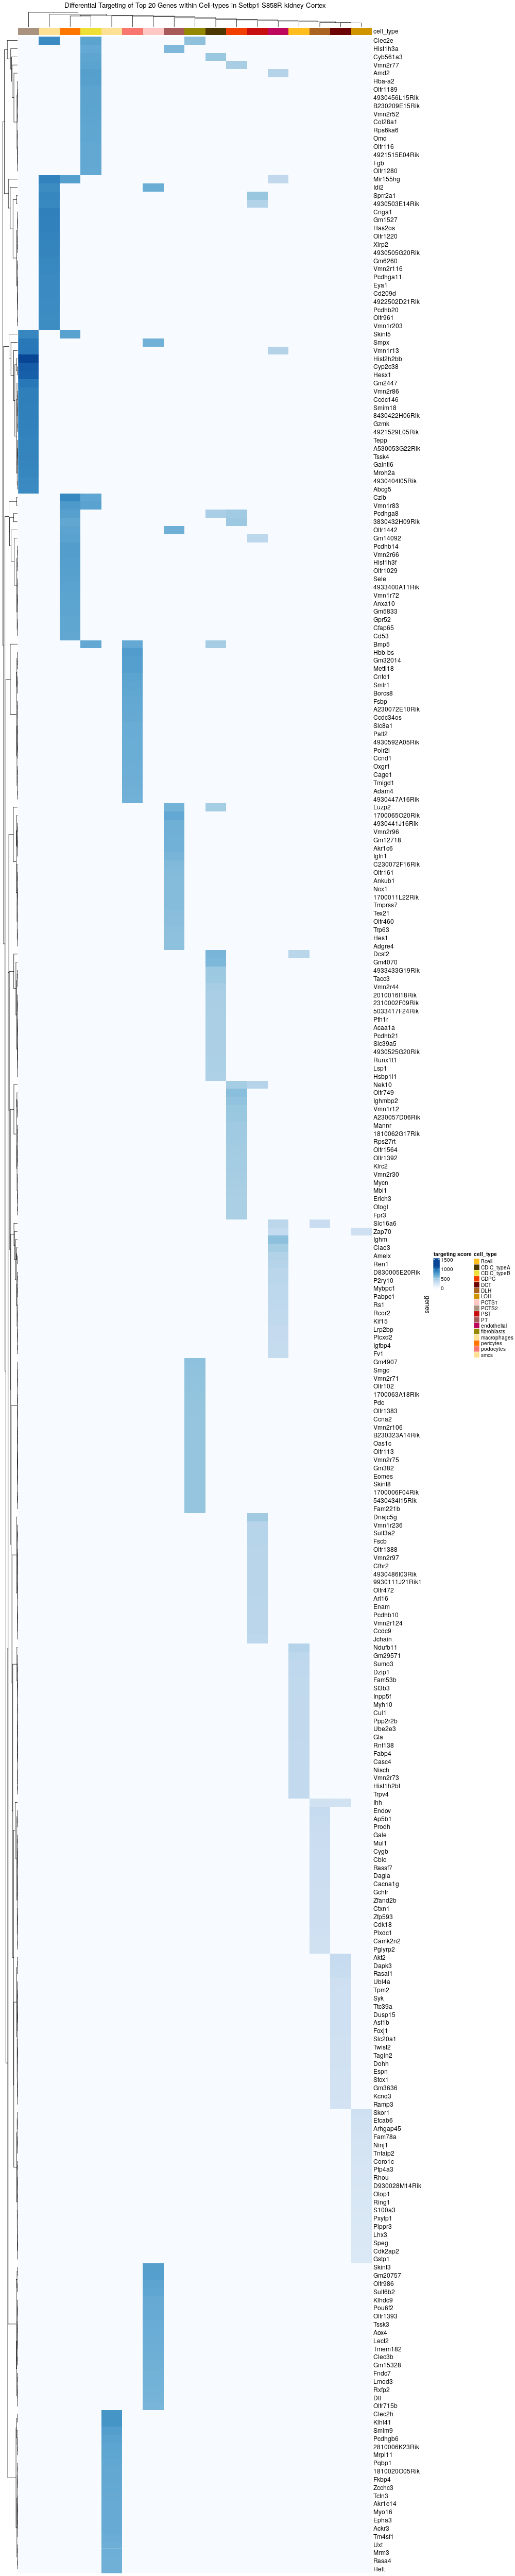 Differential Targeting of Top 20 Genes within Cell-types in Setbp1 S858R kidney Cortex
cell_type
Clec2e
Hist1h3a
Cyb561a3
Vmn2r77
Amd2
Hba-a2
Olfr1189
4930456L15Rik
B230209E15Rik
Vmn2r52
Col28a1
Rps6ka6
Omd
Olfr116
4921515E04Rik
Fgb
Olfr1280
Mir155hg
Idi2
Sprr2a1
4930503E14Rik
Cnga1
Gm1527
Has2os
Olfr1220
Xirp2
4930505G20Rik
Gm6260
Vmn2r116
Pcdhga11
Eya1
Cd209d
4922502D21Rik
Pcdhb20
Olfr961
Vmn1r203
Skint5
Smpx
Vmn1r13
Hist2h2bb
Cyp2c38
Hesx1
Gm2447
Vmn2r86
Ccdc146
Smim18
8430422H06Rik
Gzmk
4921529L05Rik
Tepp
A530053G22Rik
Tssk4
Galntl6
Mroh2a
4930404I05Rik
Abcg5
Czib
Vmn1r83
Pcdhga8
3830432H09Rik
Olfr1442
Gm14092
Pcdhb14
Vmn2r66
Hist1h3f
Olfr1029
Sele
4933400A11Rik
Vmn1r72
Anxa10
Gm5833
Gpr52
Cfap65
Cd53
Bmp5
Hbb-bs
Gm32014
Mettl18
Cntd1
Smlr1
Borcs8
Fsbp
A230072E10Rik
Ccdc34os
Slc8a1
Patl2
4930592A05Rik
Polr2i
Ccnd1
Oxgr1
Cage1
Tmigd1
Adam4
4930447A16Rik
Luzp2
1700065O20Rik
4930441J16Rik
Vmn2r96
Gm12718
Akr1c6
Igfn1
C230072F16Rik
Olfr161
Ankub1
Nox1
1700011L22Rik
Tmprss7
Tex21
Olfr460
Trp63
Hes1
Adgre4
Dcst2
Gm4070
4933433G19Rik
Tacc3
Vmn2r44
2010016I18Rik
2310002F09Rik
5033417F24Rik
Pth1r
Acaa1a
Pcdhb21
Slc39a5
4930525G20Rik
Runx1t1
Lsp1
Hsbp1l1
Nek10
Olfr749
Ighmbp2
Vmn1r12
A230057D06Rik
Mannr
1810062G17Rik
Rps27rt
Olfr1564
Olfr1392
Klrc2
Vmn2r30
Mycn
Mbl1
Erich3
Otogl
Fpr3
Slc16a6
Zap70
Ighm
Ciao3
Amelx
Ren1
D830005E20Rik
P2ry10
Mybpc1
Pabpc1
Rs1
Rcor2
Klf15
Lrp2bp
Plcxd2
Igfbp4
Fv1
Gm4907
Smgc
Vmn2r71
Olfr102
1700063A18Rik
Pdc
Olfr1383
Ccna2
Vmn2r106
B230323A14Rik
Oas1c
Olfr113
Vmn2r75
Gm382
Eomes
Skint8
1700006F04Rik
5430434I15Rik
Fam221b
Dnajc5g
Vmn1r236
Sult3a2
Fscb
Olfr1388
Vmn2r97
Cfhr2
4930486I03Rik
9930111J21Rik1
Olfr472
Arl16
Enam
Pcdhb10
Vmn2r124
Ccdc9
Jchain
Ndufb11
Gm29571
Sumo3
Dzip1
Fam53b
Sf3b3
Inpp5f
Myh10
Cul1
Ppp2r2b
Ube2e3
Gla
Rnf138
Fabp4
Casc4
Nisch
Vmn2r73
Hist1h2bf
Trpv4
Ihh
Endov
Ap5b1
Prodh
Gale
Mul1
Cygb
Cblc
Rassf7
Dagla
Cacna1g
Gchfr
Zfand2b
Ctxn1
Zfp593
Cdk18
Plxdc1
Camk2n2
Pglyrp2
Akt2
Dapk3
Rasal1
Ubl4a
Tpm2
Syk
Ttc39a
Dusp15
Asf1b
Foxj1
Slc20a1
Twist2
Tagln2
Dohh
Espn
Stox1
Gm3636
Kcnq3
Ramp3
Skor1
Efcab6
Arhgap45
Fam78a
Ninj1
Tnfaip2
Coro1c
Ptp4a3
Rhou
D930028M14Rik
Otop1
Ring1
S100a3
Pxylp1
Plppr3
Lhx3
Speg
Cdk2ap2
Gstp1
Skint3
Gm20757
Olfr986
Sult6b2
Klhdc9
Pou6f2
Olfr1393
Tssk3
Aox4
Lect2
Tmem182
Clec3b
Gm15328
Fndc7
Lmod3
Rxfp2
Dtl
Olfr715b
Clec2h
Klhl41
Smim9
Pcdhgb6
2810006K23Rik
Mrpl11
Pqbp1
1810020O05Rik
Fkbp4
Zcchc3
Tctn3
Akr1c14
Myo16
Epha3
Ackr3
Tm4sf1
Uxt
Mrm3
Rasa4
Helt
genes
targeting score
1500
1000
500
0
cell_type
Bcell
CDIC_typeA
CDIC_typeB
CDPC
DCT
DLH
LOH
PCTS1
PCTS2
PST
PT
endothelial
fibroblasts
macrophages
pericytes
podocytes
smcs